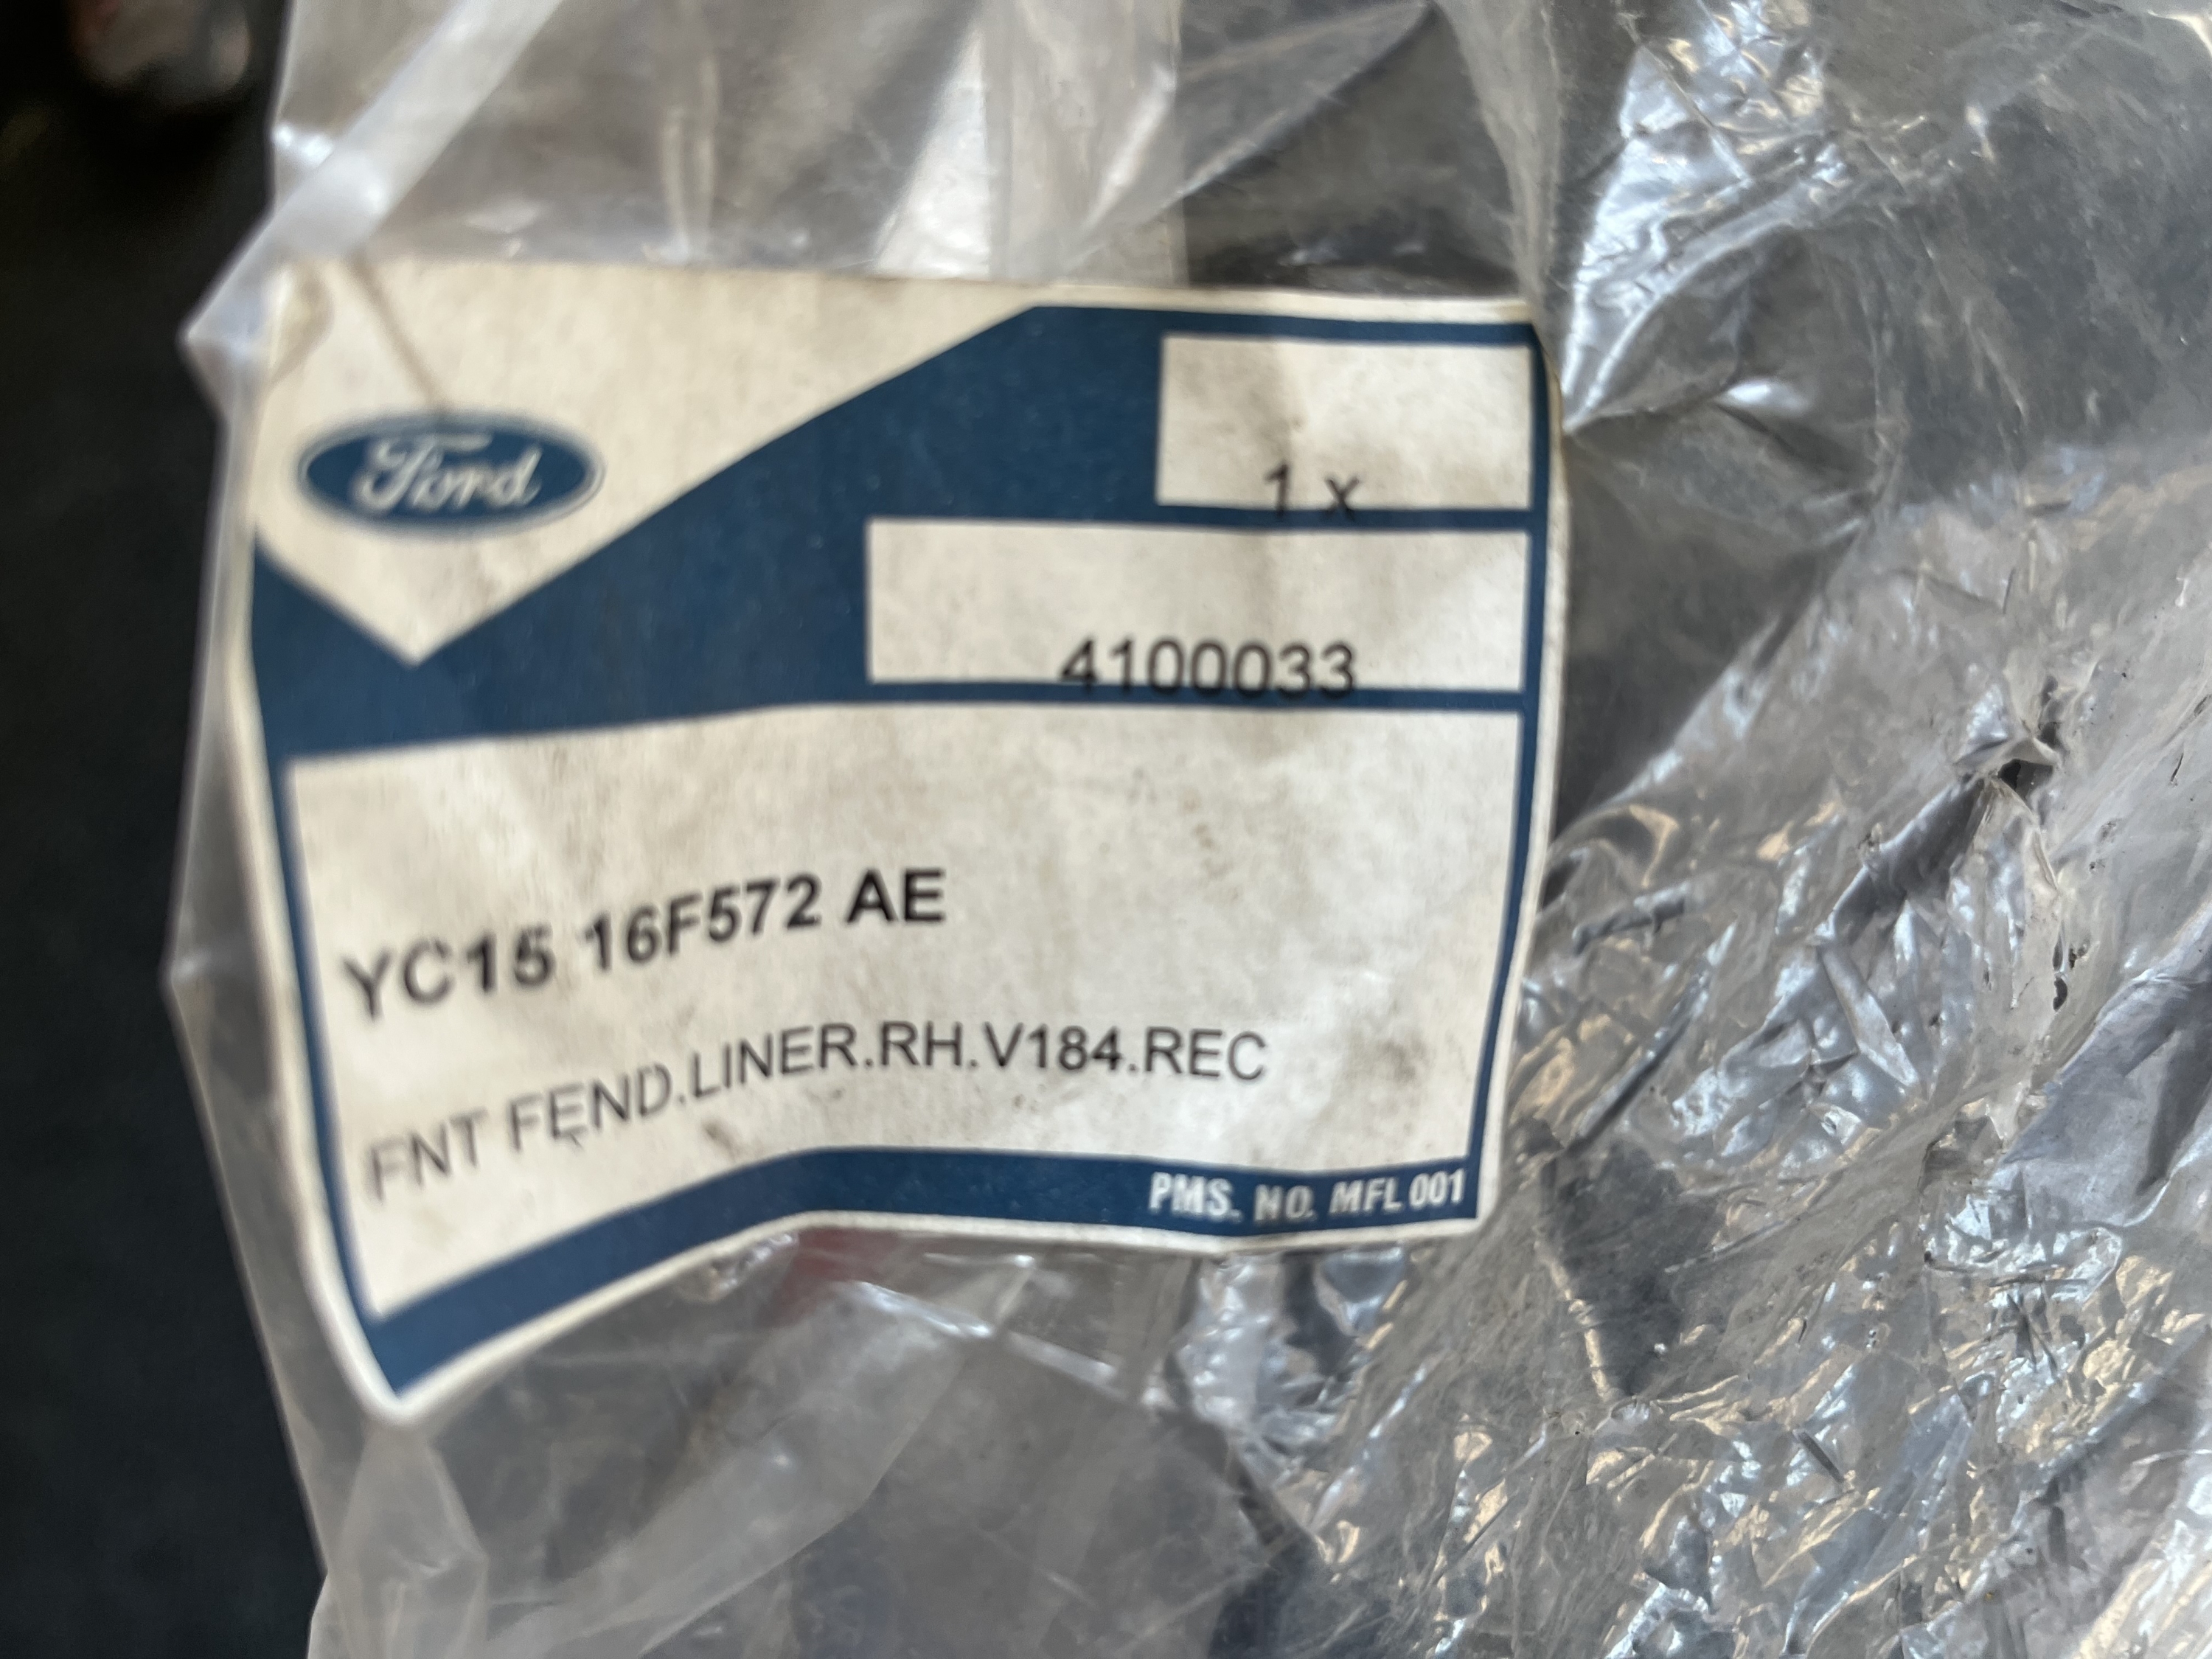 Ford
1 x
4100033
YC15 16F572 AE
FNT FEND.LINER.RH.V184.REC
PMS. NO. MFL 001